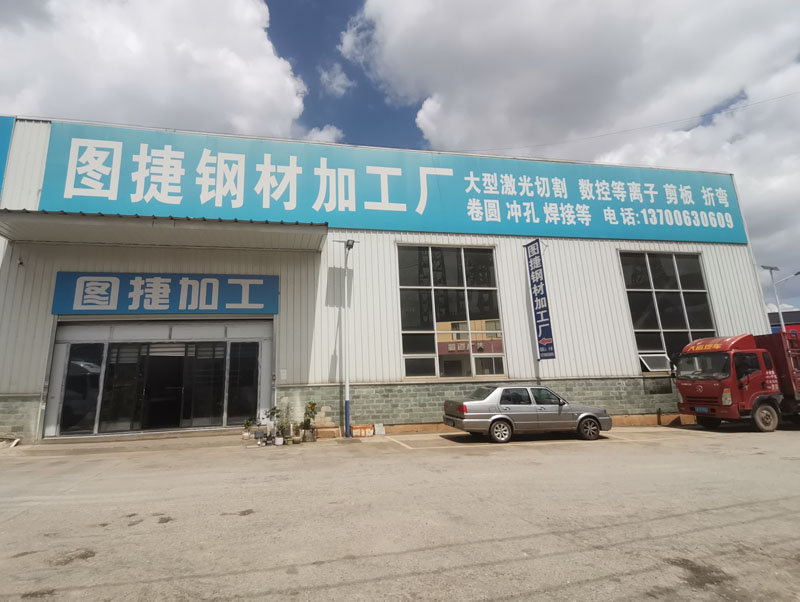 图捷钢材加工厂
大型激光切割 数控等离子 剪板 折弯
卷圆 冲孔 焊接等 电话:13700630609
图捷加工
图捷钢材加工厂